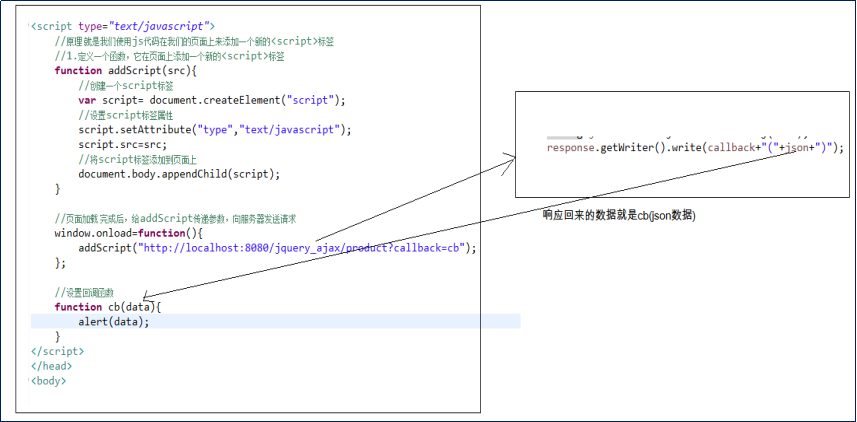 <script type="text/javascript">
//原理就是我们使用js代码在我们的页面上来添加一个新的<script>标签
//1.定义一个函数，它在页面上添加一个新的<script>标签
function addScript(src){
//创建一个script标签
var script= document.createElement("script");
//设置script标签属性
script.setAttribute("type","text/javascript");
script.src=src;
//将script标签添加到页面上
document.body.appendChild(script);
}
//页面加载完成后，给addScript传递参数，向服务器发送请求
window.onload=function(){
addScript("http://localhost:8080/jquery_ajax/product?callback=cb");
};
//设置回调函数
function cb(data){
alert(data);
}
</script>
</head>
<body>
response.getWriter().write(callback+"("+json+")");
响应回来的数据就是cb(json数据)